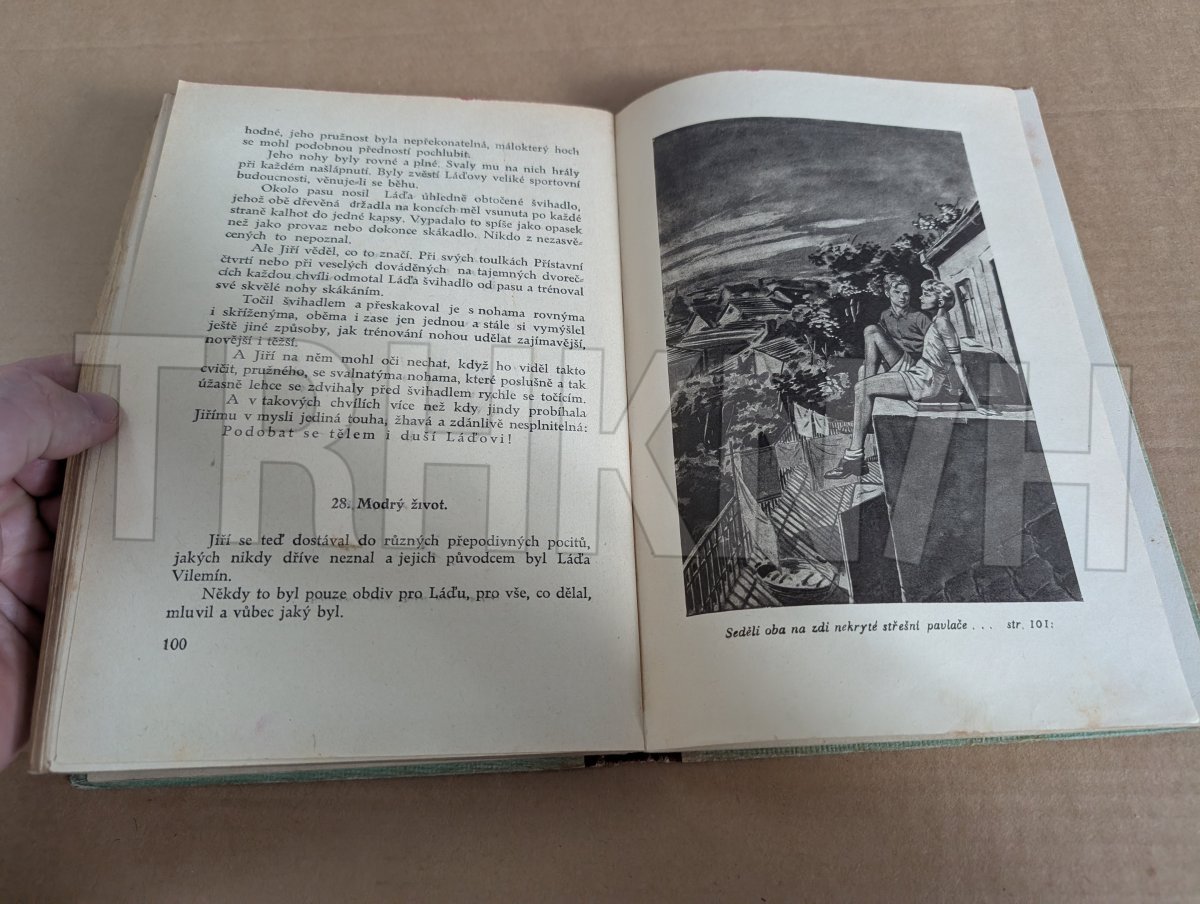 hodné, jeho pružnost byla nepřekonatelná, málokterý hoch
se mohl podobnou předností pochlubit.
Jeho nohy byly rovné a plné. Svaly mu na nich hrály
při každém našlápnutí. Byly zvěstí Láďovy veliké sportovní
budoucnosti, věnuje-li se běhu.
Okolo pasu nosil Láďa úhledně obtočené švihadlo,
jehož obě dřevěná držadla na koncích měl vsunuta po každé
straně kalhot do jedné kapsy. Vypadalo to spíše jako opasek
než jako provaz nebo dokonce skákadlo. Nikdo z nezasvě-
cených to nepoznal.
Ale Jiří věděl, co to značí. Při svých toulkách Přístavní
čtvrtí nebo při veselých dováděných na tajemných dvoreč-
cích každou chvíli odmotal Láďa švihadlo od pasu a trénoval
své skvělé nohy skákáním.
Točil švihadlem a přeskakoval je s nohama rovnýma
i skříženýma, oběma i zase jen jednou a stále si vymýšlel
ještě jiné způsoby, jak trénování nohou udělat zajímavější,
novější i těžší.
A Jiří na něm mohl oči nechat, když ho viděl takto
cvičit, pružného, se svalnatýma nohama, které poslušně a tak
úžasně lehce se zdvihaly před švihadlem rychle se točícím.
A v takových chvílích více než kdy jindy probíhala
Jiřímu v mysli jediná touha, žhavá a zdánlivě nesplnitelná:
Podobat se tělem i duší Láďovi!
28. Modrý život.
Jiří se teď dostával do různých přepodivných pocitů,
jakých nikdy dříve neznal a jejich původcem byl Láďa
Vilemín.
Někdy to byl pouze obdiv pro Láďu, pro vše, co dělal,
mluvil a vůbec jaký byl.
100
Seděli oba na zdi nekryté střešní pavlače . . . str. 101: